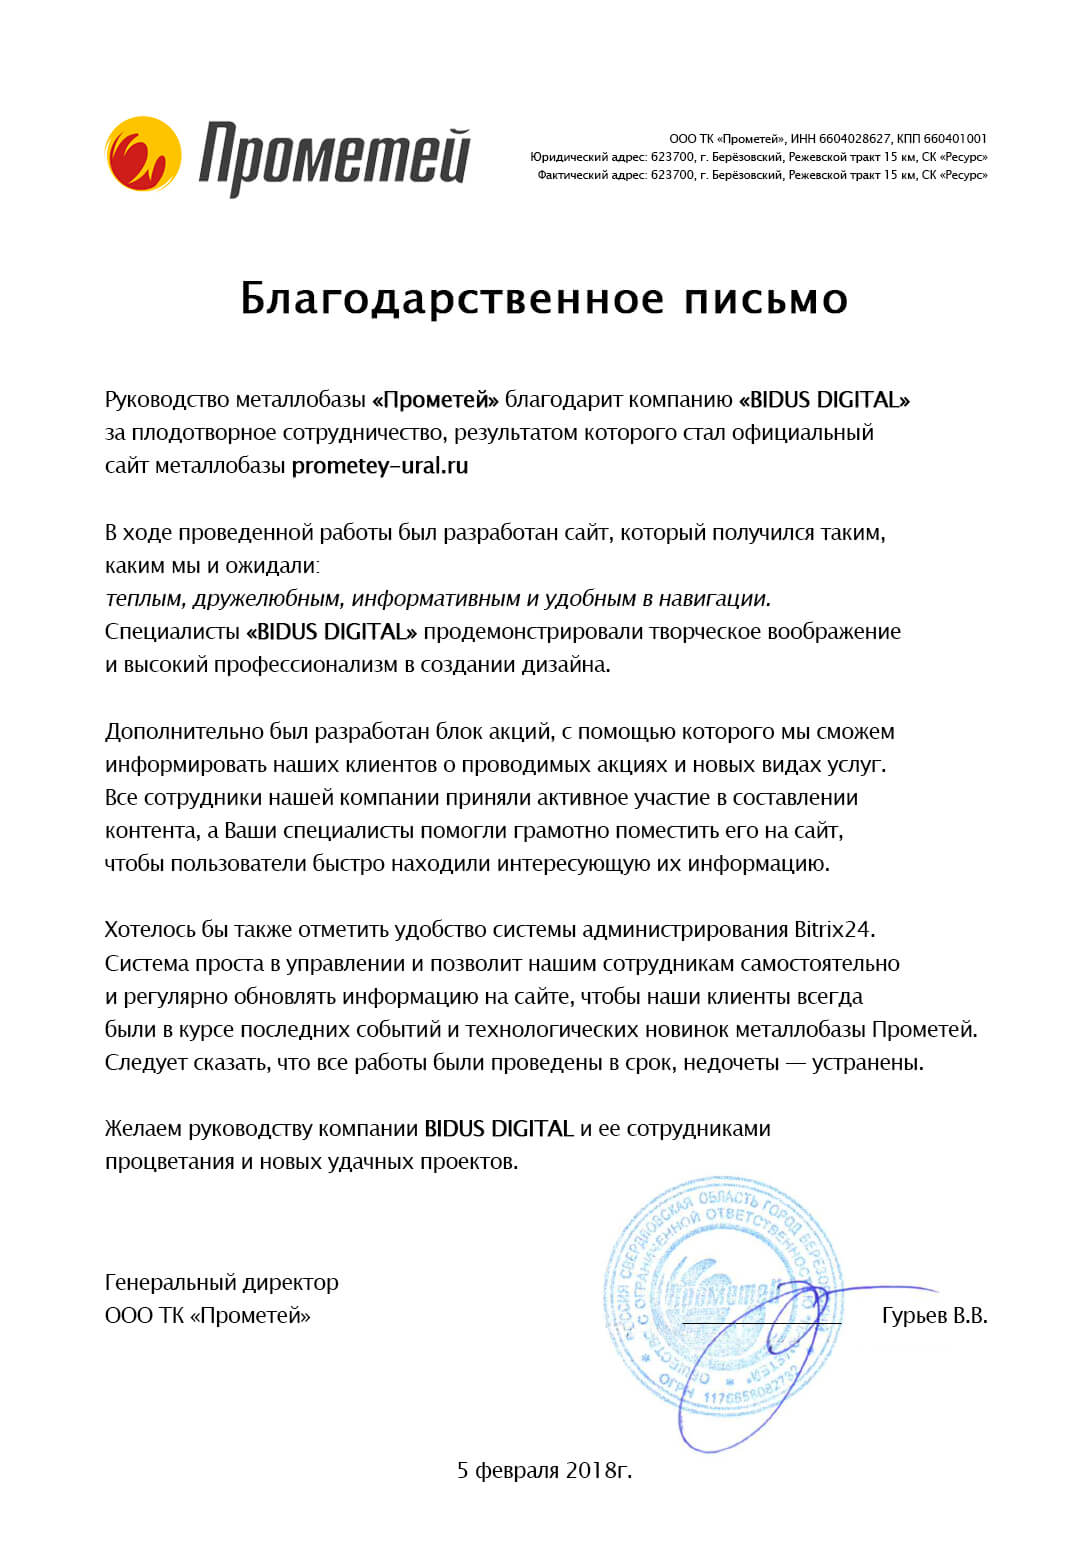 Прометей
ООО ТК «Прометей», ИНН 6604028627, КПП 660401001
Юридический адрес: 623700, г. Берёзовский, Режевской тракт 15 км, СК «Ресурс»
Фактический адрес: 623700, г. Берёзовский, Режевской тракт 15 км, СК «Ресурс»
Благодарственное письмо
Руководство металлобазы «Прометей» благодарит компанию «BIDUS DIGITAL»
за плодотворное сотрудничество, результатом которого стал официальный
сайт металлобазы prometey-ural.ru
В ходе проведенной работы был разработан сайт, который получился таким,
каким мы и ожидали:
теплым, дружелюбным, информативным и удобным в навигации.
Специалисты «BIDUS DIGITAL» продемонстрировали творческое воображение
и высокий профессионализм в создании дизайна.
Дополнительно был разработан блок акций, с помощью которого мы сможем
информировать наших клиентов о проводимых акциях и новых видах услуг.
Все сотрудники нашей компании приняли активное участие в составлении
контента, а Ваши специалисты помогли грамотно поместить его на сайт,
чтобы пользователи быстро находили интересующую их информацию.
Хотелось бы также отметить удобство системы администрирования Bitrix24.
Система проста в управлении и позволит нашим сотрудникам самостоятельно
и регулярно обновлять информацию на сайте, чтобы наши клиенты всегда
были в курсе последних событий и технологических новинок металлобазы Прометей.
Следует сказать, что все работы были проведены в срок, недочеты — устранены.
Желаем руководству компании BIDUS DIGITAL и ее сотрудниками
процветания и новых удачных проектов.
Генеральный директор
ООО ТК «Прометей»
РОССИЯ СВЕРДЛОВСКАЯ ОБЛАСТЬ ГОРОД БЕРЕЗОВСКИЙ
ОБЩЕСТВО С ОГРАНИЧЕННОЙ ОТВЕТСТВЕННОСТЬЮ
Прометей
ОГРН
Гурьев В.В.
5 февраля 2018г.